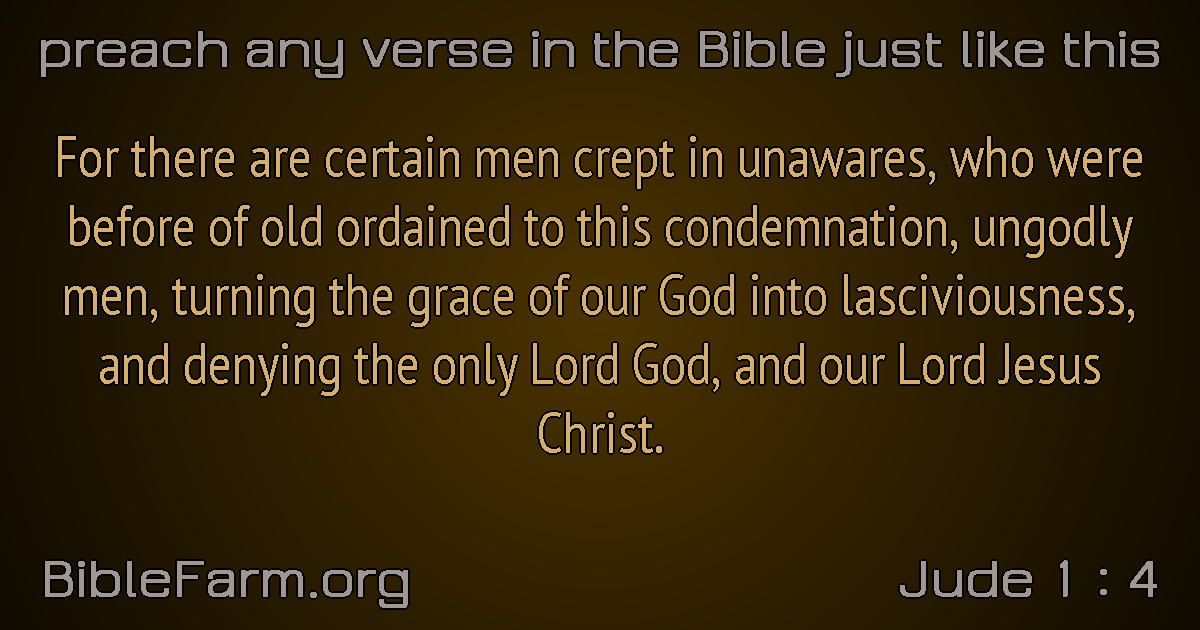 preach any verse in the Bible just like this
For there are certain men crept in unawares, who were
before of old ordained to this condemnation, ungodly
men, turning the grace of our God into lasciviousness,
and denying the only Lord God, and our Lord Jesus
Christ.
BibleFarm.org
Jude 1 : 4